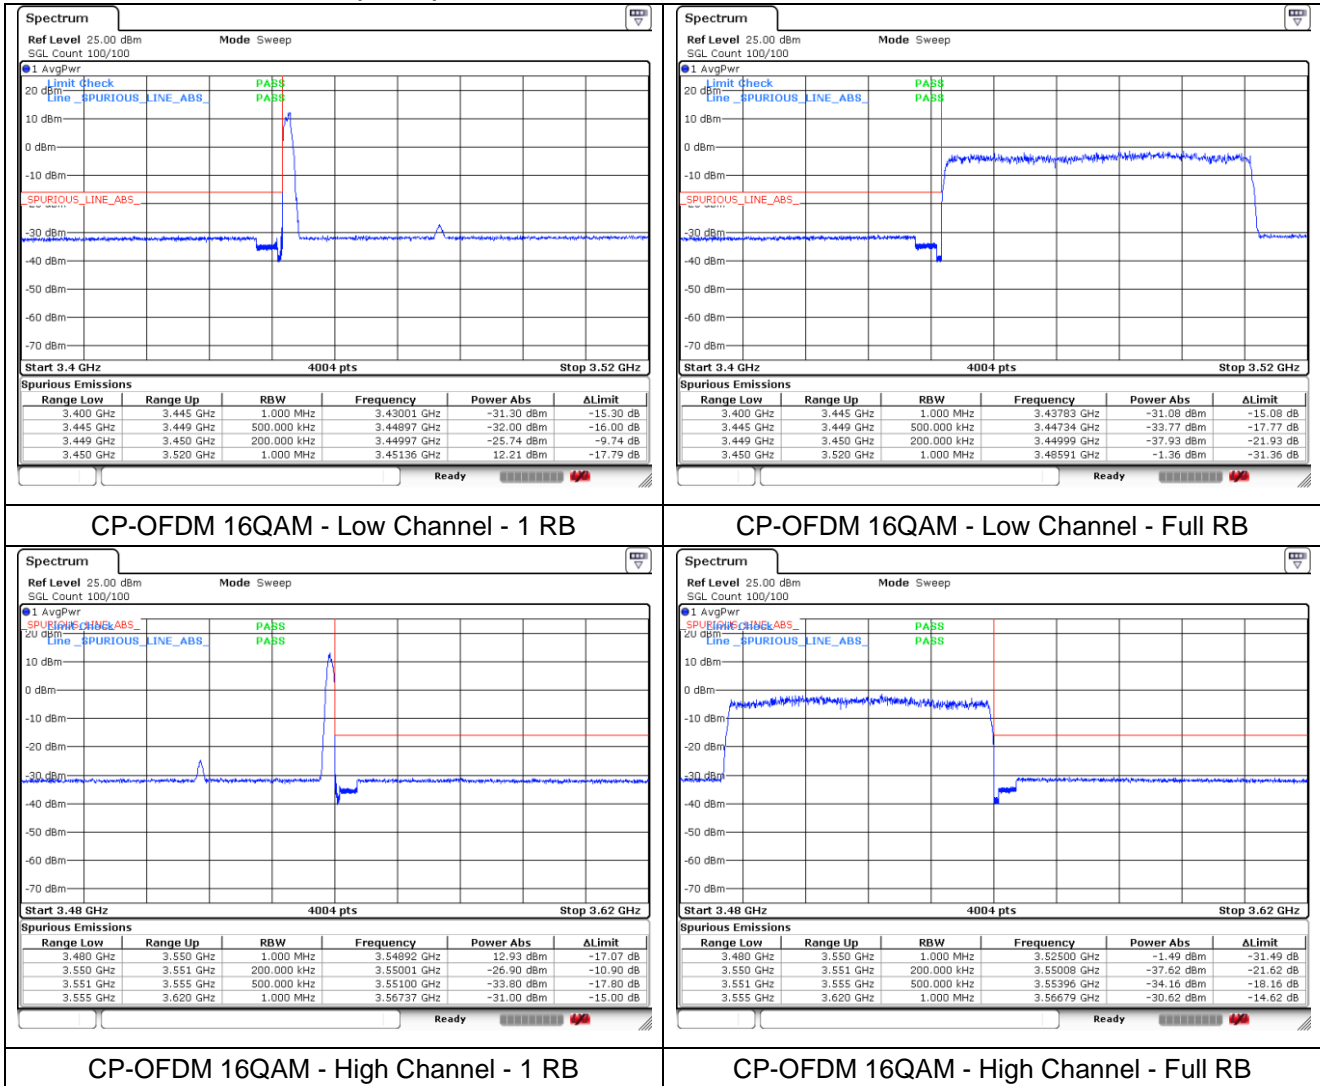 Spectrum
Ref Level 25.00 dBm Mode Sweep
SGL Count 100/100
1 AvgPwr
Limit Check PASS
20 dBm
Line _SPURIOUS_LINE_ABS_ PASS
10 dBm
0 dBm
-10 dBm
_SPURIOUS_LINE_ABS_
-30 dBm
-40 dBm
-50 dBm
-60 dBm
-70 dBm
Start 3.4 GHz 4004 pts Stop 3.52 GHz
Spurious Emissions
Range Low Range Up RBW Frequency Power Abs ΔLimit
3.400 GHz 3.445 GHz 1.000 MHz 3.43001 GHz -31.30 dBm -15.30 dB
3.445 GHz 3.449 GHz 500.000 kHz 3.44897 GHz -32.00 dBm -16.00 dB
3.449 GHz 3.450 GHz 200.000 kHz 3.44997 GHz -25.74 dBm -9.74 dB
3.450 GHz 3.520 GHz 1.000 MHz 3.45136 GHz 12.21 dBm -17.79 dB
Ready
CP-OFDM 16QAM - Low Channel - 1 RB
Spectrum
Ref Level 25.00 dBm Mode Sweep
SGL Count 100/100
1 AvgPwr
Limit Check PASS
20 dBm
Line _SPURIOUS_LINE_ABS_ PASS
10 dBm
0 dBm
-10 dBm
_SPURIOUS_LINE_ABS_
-30 dBm
-40 dBm
-50 dBm
-60 dBm
-70 dBm
Start 3.4 GHz 4004 pts Stop 3.52 GHz
Spurious Emissions
Range Low Range Up RBW Frequency Power Abs ΔLimit
3.400 GHz 3.445 GHz 1.000 MHz 3.43783 GHz -31.08 dBm -15.08 dB
3.445 GHz 3.449 GHz 500.000 kHz 3.44734 GHz -33.77 dBm -17.77 dB
3.449 GHz 3.450 GHz 200.000 kHz 3.44999 GHz -37.93 dBm -21.93 dB
3.450 GHz 3.520 GHz 1.000 MHz 3.48591 GHz -1.36 dBm -31.36 dB
Ready
CP-OFDM 16QAM - Low Channel - Full RB
Spectrum
Ref Level 25.00 dBm Mode Sweep
SGL Count 100/100
1 AvgPwr
_SPURIOUS_LINE_ABS_
Limit Check PASS
20 dBm
Line _SPURIOUS_LINE_ABS_ PASS
10 dBm
0 dBm
-10 dBm
-20 dBm
-30 dBm
-40 dBm
-50 dBm
-60 dBm
-70 dBm
Start 3.48 GHz 4004 pts Stop 3.62 GHz
Spurious Emissions
Range Low Range Up RBW Frequency Power Abs ΔLimit
3.480 GHz 3.550 GHz 1.000 MHz 3.54892 GHz 12.93 dBm -17.07 dB
3.550 GHz 3.551 GHz 200.000 kHz 3.55001 GHz -26.90 dBm -10.90 dB
3.551 GHz 3.555 GHz 500.000 kHz 3.55100 GHz -33.80 dBm -17.80 dB
3.555 GHz 3.620 GHz 1.000 MHz 3.56737 GHz -31.00 dBm -15.00 dB
Ready
CP-OFDM 16QAM - High Channel - 1 RB
Spectrum
Ref Level 25.00 dBm Mode Sweep
SGL Count 100/100
1 AvgPwr
_SPURIOUS_LINE_ABS_
Limit Check PASS
20 dBm
Line _SPURIOUS_LINE_ABS_ PASS
10 dBm
0 dBm
-10 dBm
-20 dBm
-30 dBm
-40 dBm
-50 dBm
-60 dBm
-70 dBm
Start 3.48 GHz 4004 pts Stop 3.62 GHz
Spurious Emissions
Range Low Range Up RBW Frequency Power Abs ΔLimit
3.480 GHz 3.550 GHz 1.000 MHz 3.52500 GHz -1.49 dBm -31.49 dB
3.550 GHz 3.551 GHz 200.000 kHz 3.55008 GHz -37.62 dBm -21.62 dB
3.551 GHz 3.555 GHz 500.000 kHz 3.55396 GHz -34.16 dBm -18.16 dB
3.555 GHz 3.620 GHz 1.000 MHz 3.56679 GHz -30.62 dBm -14.62 dB
Ready
CP-OFDM 16QAM - High Channel - Full RB